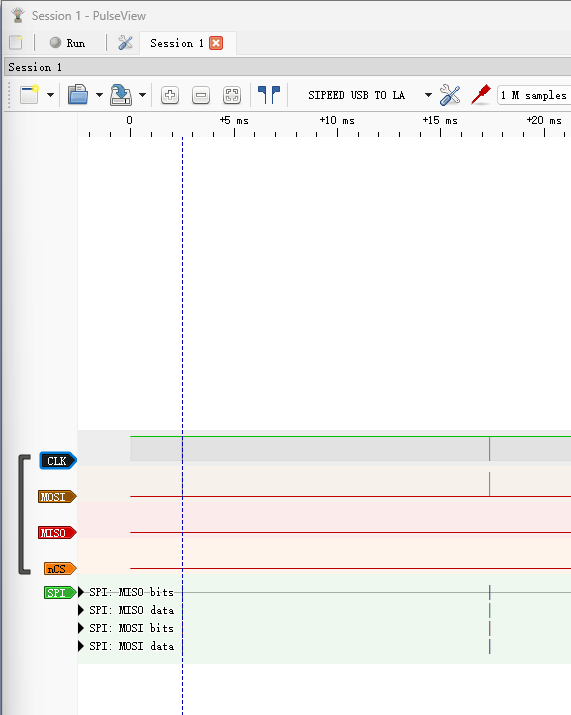 Session 1 - PulseView
Run
Session 1
Session 1
SIPEED USB TO LA
1 M samples
0 +5 ms +10 ms +15 ms +20 ms
CLK
MOSI
MISO
nCS
SPI SPI: MISO bits
SPI: MISO data
SPI: MOSI bits
SPI: MOSI data